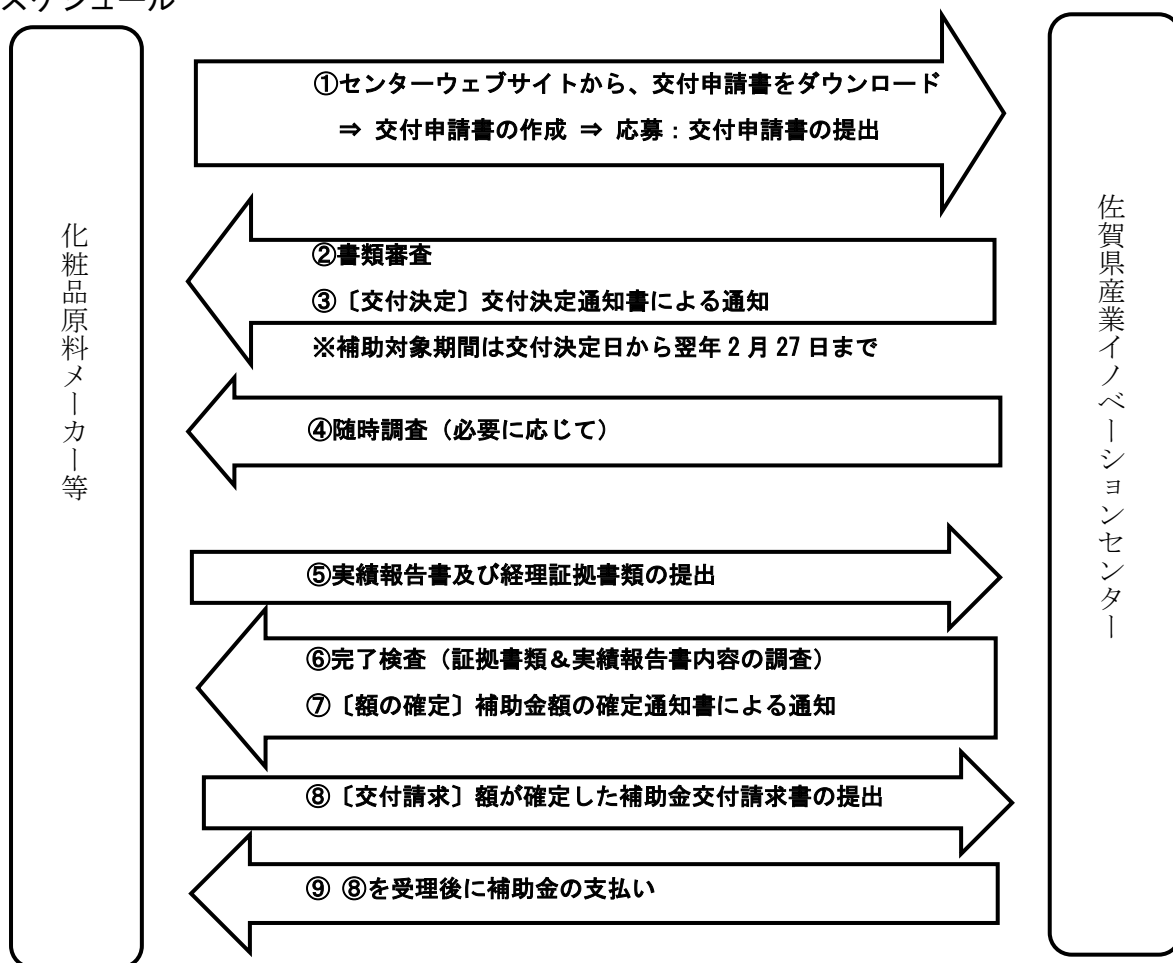 スケジュール
化粧品原料メーカー等
①センターウェブサイトから、交付申請書をダウンロード
⇒ 交付申請書の作成 ⇒ 応募：交付申請書の提出
②書類審査
③〔交付決定〕交付決定通知書による通知
※補助対象期間は交付決定日から翌年2月27日まで
④随時調査（必要に応じて）
⑤実績報告書及び経理証拠書類の提出
⑥完了検査（証拠書類＆実績報告書内容の調査）
⑦〔額の確定〕補助金額の確定通知書による通知
⑧〔交付請求〕額が確定した補助金交付請求書の提出
⑨ ⑧を受理後に補助金の支払い
佐賀県産業イノベーションセンター